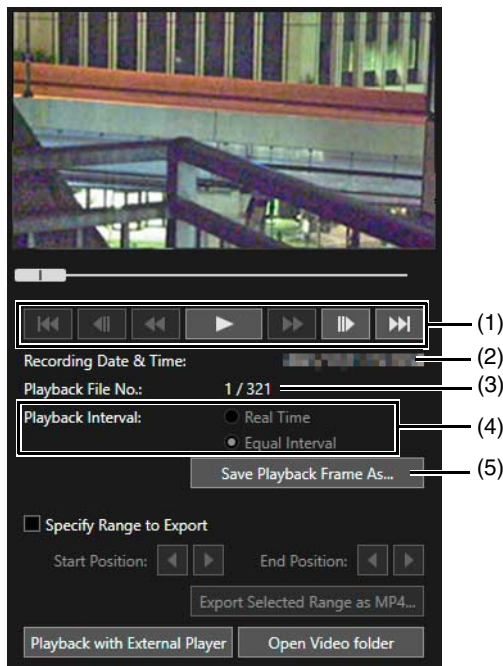 (1)
Recording Date & Time:
(2)
Playback File No.: 1 / 321
(3)
Playback Interval: Real Time
Equal Interval
(4)
Save Playback Frame As...
(5)
Specify Range to Export
Start Position: End Position:
Export Selected Range as MP4...
Playback with External Player Open Video folder